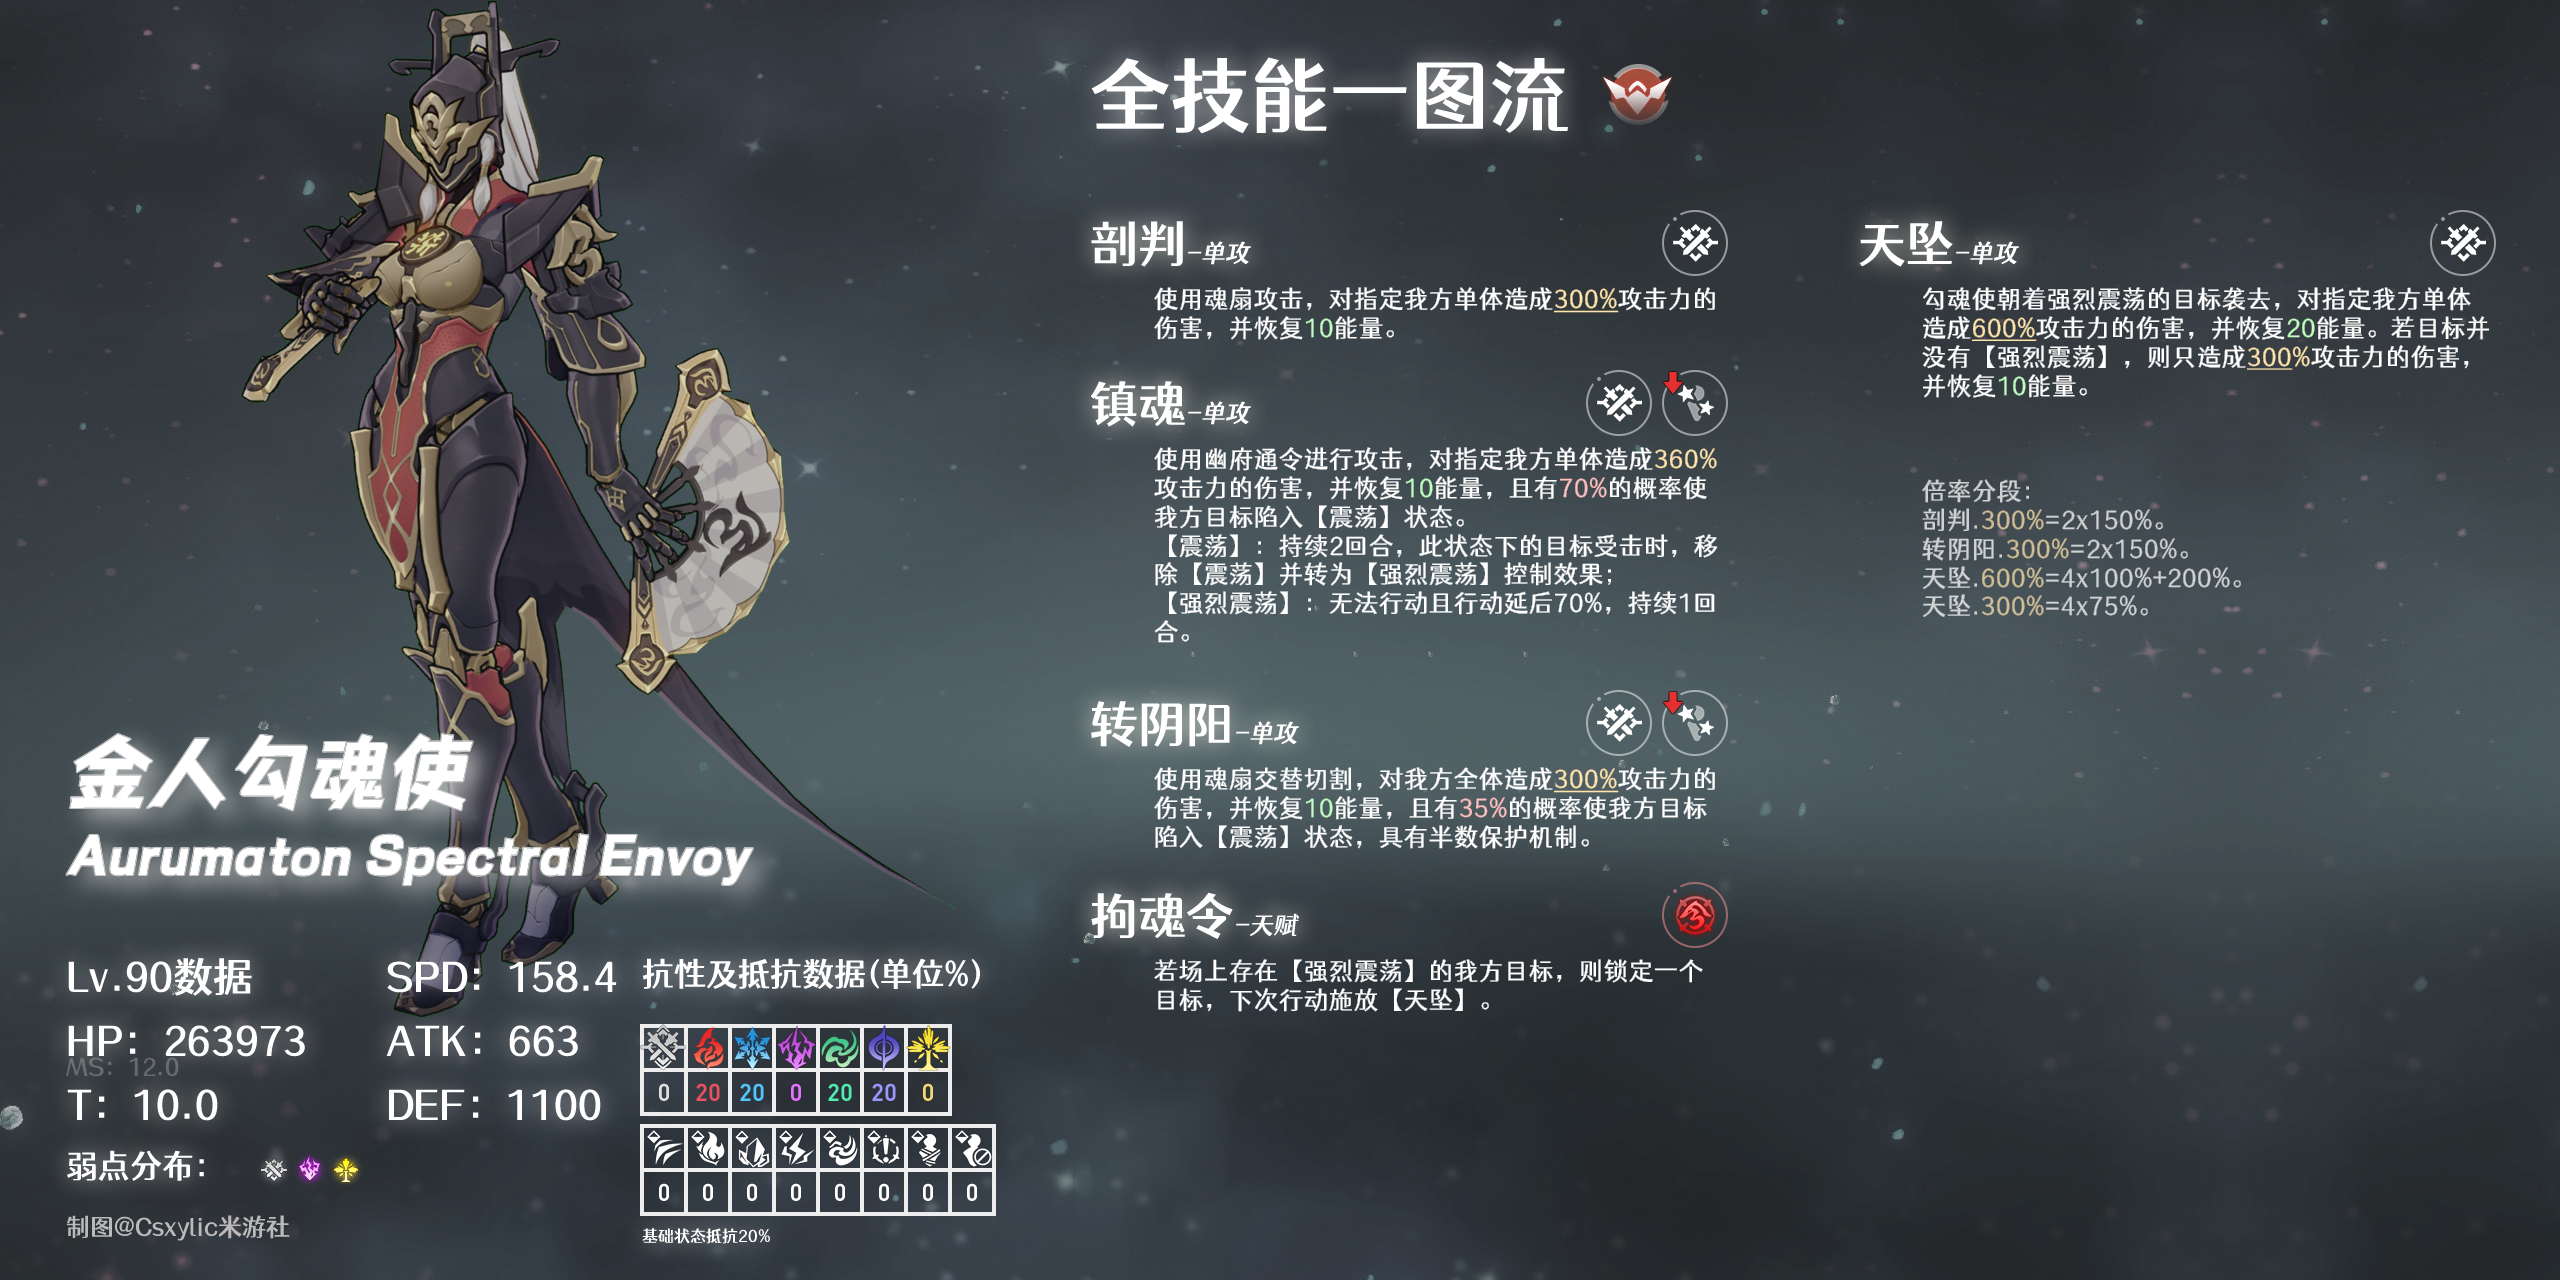 全技能一图流
剖判-单攻
使用魂扇攻击，对指定我方单体造成300%攻击力的
伤害，并恢复10能量。
镇魂-单攻
使用幽府通令进行攻击，对指定我方单体造成360%
攻击力的伤害，并恢复10能量，且有70%的概率使
我方目标陷入【震荡】状态。
【震荡】：持续2回合，此状态下的目标受击时，移
除【震荡】并转为【强烈震荡】控制效果；
【强烈震荡】：无法行动且行动延后70%，持续1回
合。
转阴阳-单攻
使用魂扇交替切割，对我方全体造成300%攻击力的
伤害，并恢复10能量，且有35%的概率使我方目标
陷入【震荡】状态，具有半数保护机制。
拘魂令-天赋
若场上存在【强烈震荡】的我方目标，则锁定一个
目标，下次行动施放【天坠】。
天坠-单攻
勾魂使朝着强烈震荡的目标袭去，对指定我方单体
造成600%攻击力的伤害，并恢复20能量。若目标并
没有【强烈震荡】，则只造成300%攻击力的伤害，
并恢复10能量。
倍率分段：
剖判.300%=2x150%。
转阴阳.300%=2x150%。
天坠.600%=4x100%+200%。
天坠.300%=4x75%。
金人勾魂使
Aurumaton Spectral Envoy
Lv.90数据
SPD：158.4
HP：263973
ATK：663
MS：12.0
T：10.0
DEF：1100
弱点分布：
制图@Csxylic米游社
抗性及抵抗数据(单位%)
0 20 20 0 20 20 0
0 0 0 0 0 0 0 0
基础状态抵抗20%